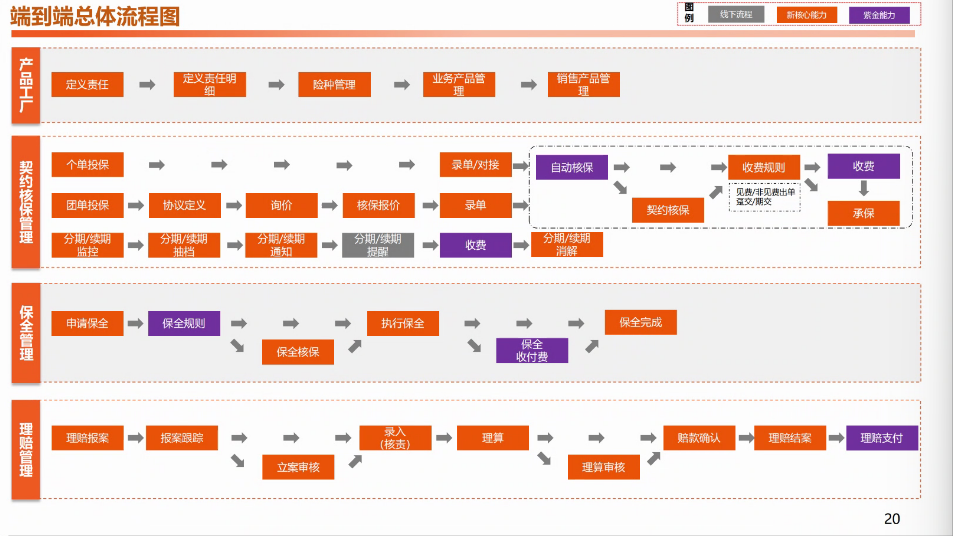 端到端总体流程图
图例
线下流程
新核心能力
紫金能力
产品工厂
定义责任
定义责任明
细
险种管理
业务产品管
理
销售产品管
理
契约核保管理
个单投保
录单/对接
自动核保
收费规则
收费
见费/非见费出单
趸交/期交
契约核保
承保
团单投保
协议定义
询价
核保报价
录单
分期/续期
监控
分期/续期
抽档
分期/续期
通知
分期/续期
提醒
收费
分期/续期
消解
保全管理
申请保全
保全规则
保全核保
执行保全
保全
收付费
保全完成
理赔管理
理赔报案
报案跟踪
立案审核
录入
(核责)
理算
理算审核
赔款确认
理赔结案
理赔支付
20